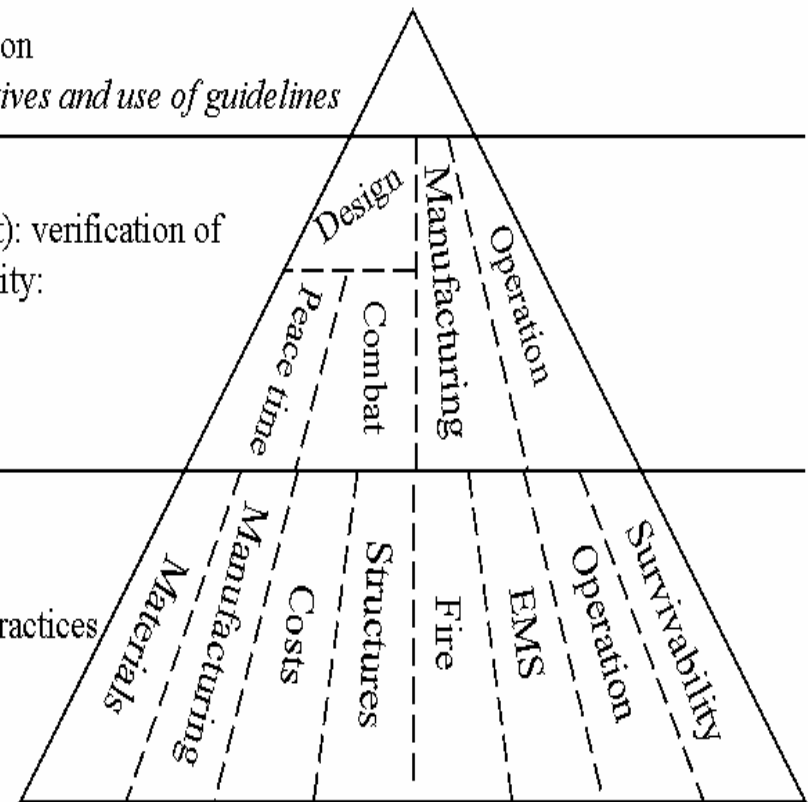 on
ives and use of guidelines
t): verification of
ity:
Design
Manufacturing
Operation
Peace time
Combat
ractices
Materials
Manufacturing
Costs
Structures
Fire
EMS
Operation
Survivability